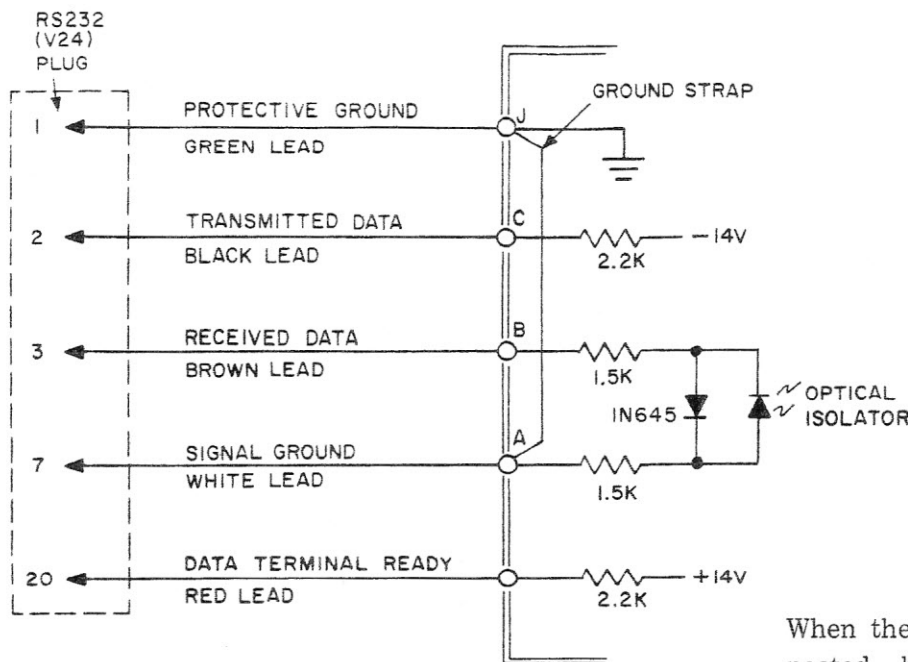 RS232
(V24)
PLUG
1
PROTECTIVE GROUND
GREEN LEAD
J
GROUND STRAP
2
TRANSMITTED DATA
BLACK LEAD
C
2.2K
-14V
3
RECEIVED DATA
BROWN LEAD
B
1.5K
IN645
OPTICAL
ISOLATOR
7
SIGNAL GROUND
WHITE LEAD
A
1.5K
20
DATA TERMINAL READY
RED LEAD
2.2K
+14V
When the